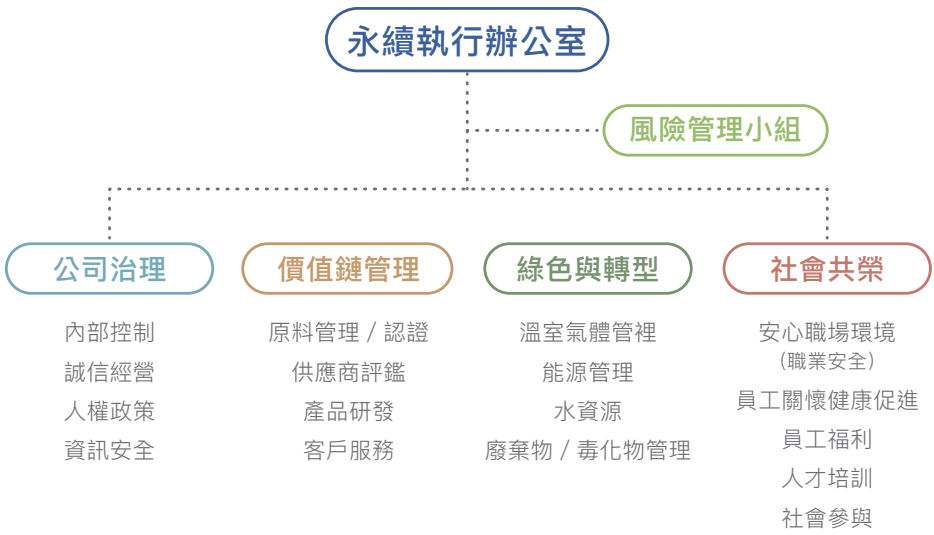 永續執行辦公室
風險管理小組
公司治理
內部控制
誠信經營
人權政策
資訊安全
價值鏈管理
原料管理 / 認證
供應商評鑑
產品研發
客戶服務
綠色與轉型
溫室氣體管裡
能源管理
水資源
廢棄物 / 毒化物管理
社會共榮
安心職場環境
(職業安全)
員工關懷健康促進
員工福利
人才培訓
社會參與